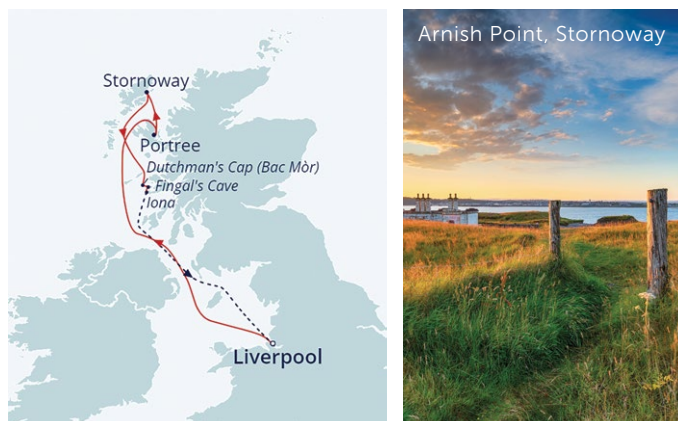 Stornoway
Portree
Dutchman's Cap (Bac Mòr)
Fingal's Cave
Iona
Liverpool
Arnish Point, Stornoway